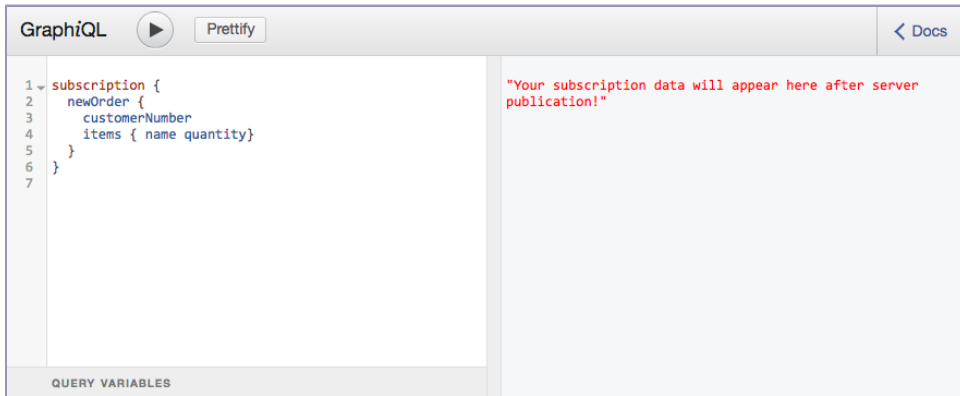 GraphiQL Prettify < Docs
1 subscription {
2 newOrder {
3 customerNumber
4 items { name quantity}
5 }
6 }
7
"Your subscription data will appear here after server
publication!"
QUERY VARIABLES